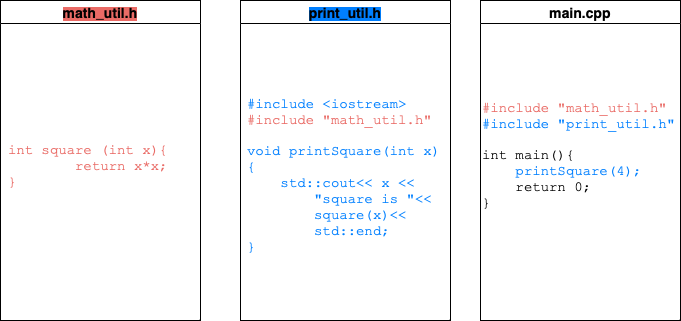 math_util.h
int square (int x){
return x*x;
}
print_util.h
#include <iostream>
#include "math_util.h"
void printSquare(int x)
{
std::cout<< x <<
"square is "<<
square(x)<<
std::end;
}
main.cpp
#include "math_util.h"
#include "print_util.h"
int main(){
printSquare(4);
return 0;
}